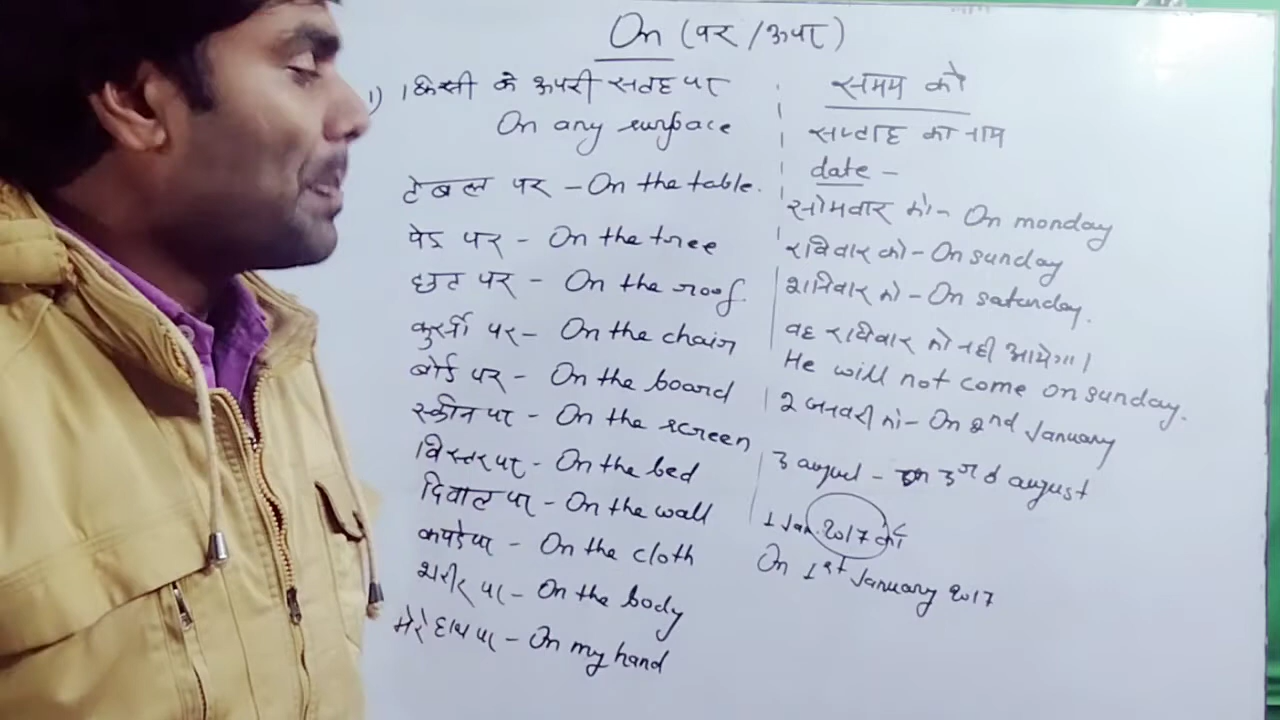 On (पर / ऊपर)
1) किसी के ऊपरी सतह पर
On any surface
टेबल पर - On the table.
पेड पर - On the tree
छत पर - On the roof.
कुर्सी पर - On the chair
बोर्ड पर - On the board
स्क्रीन पर - On the screen
बिस्तर पर - On the bed
दिवाल पर - On the wall
कपडे पर - On the cloth
शरीर पर - On the body
मेरे हाथ पर - On my hand
समय को
सप्ताह का नाम
date -
सोमवार को - On monday
रविवार को - On sunday
शनिवार को - On saturday.
वह रविवार को नही आयेगा।
He will not come on sunday.
2 जनवरी को - On 2nd January
3 august - on 3rd august
1 Jan. 2017 को
On 1st January 2017